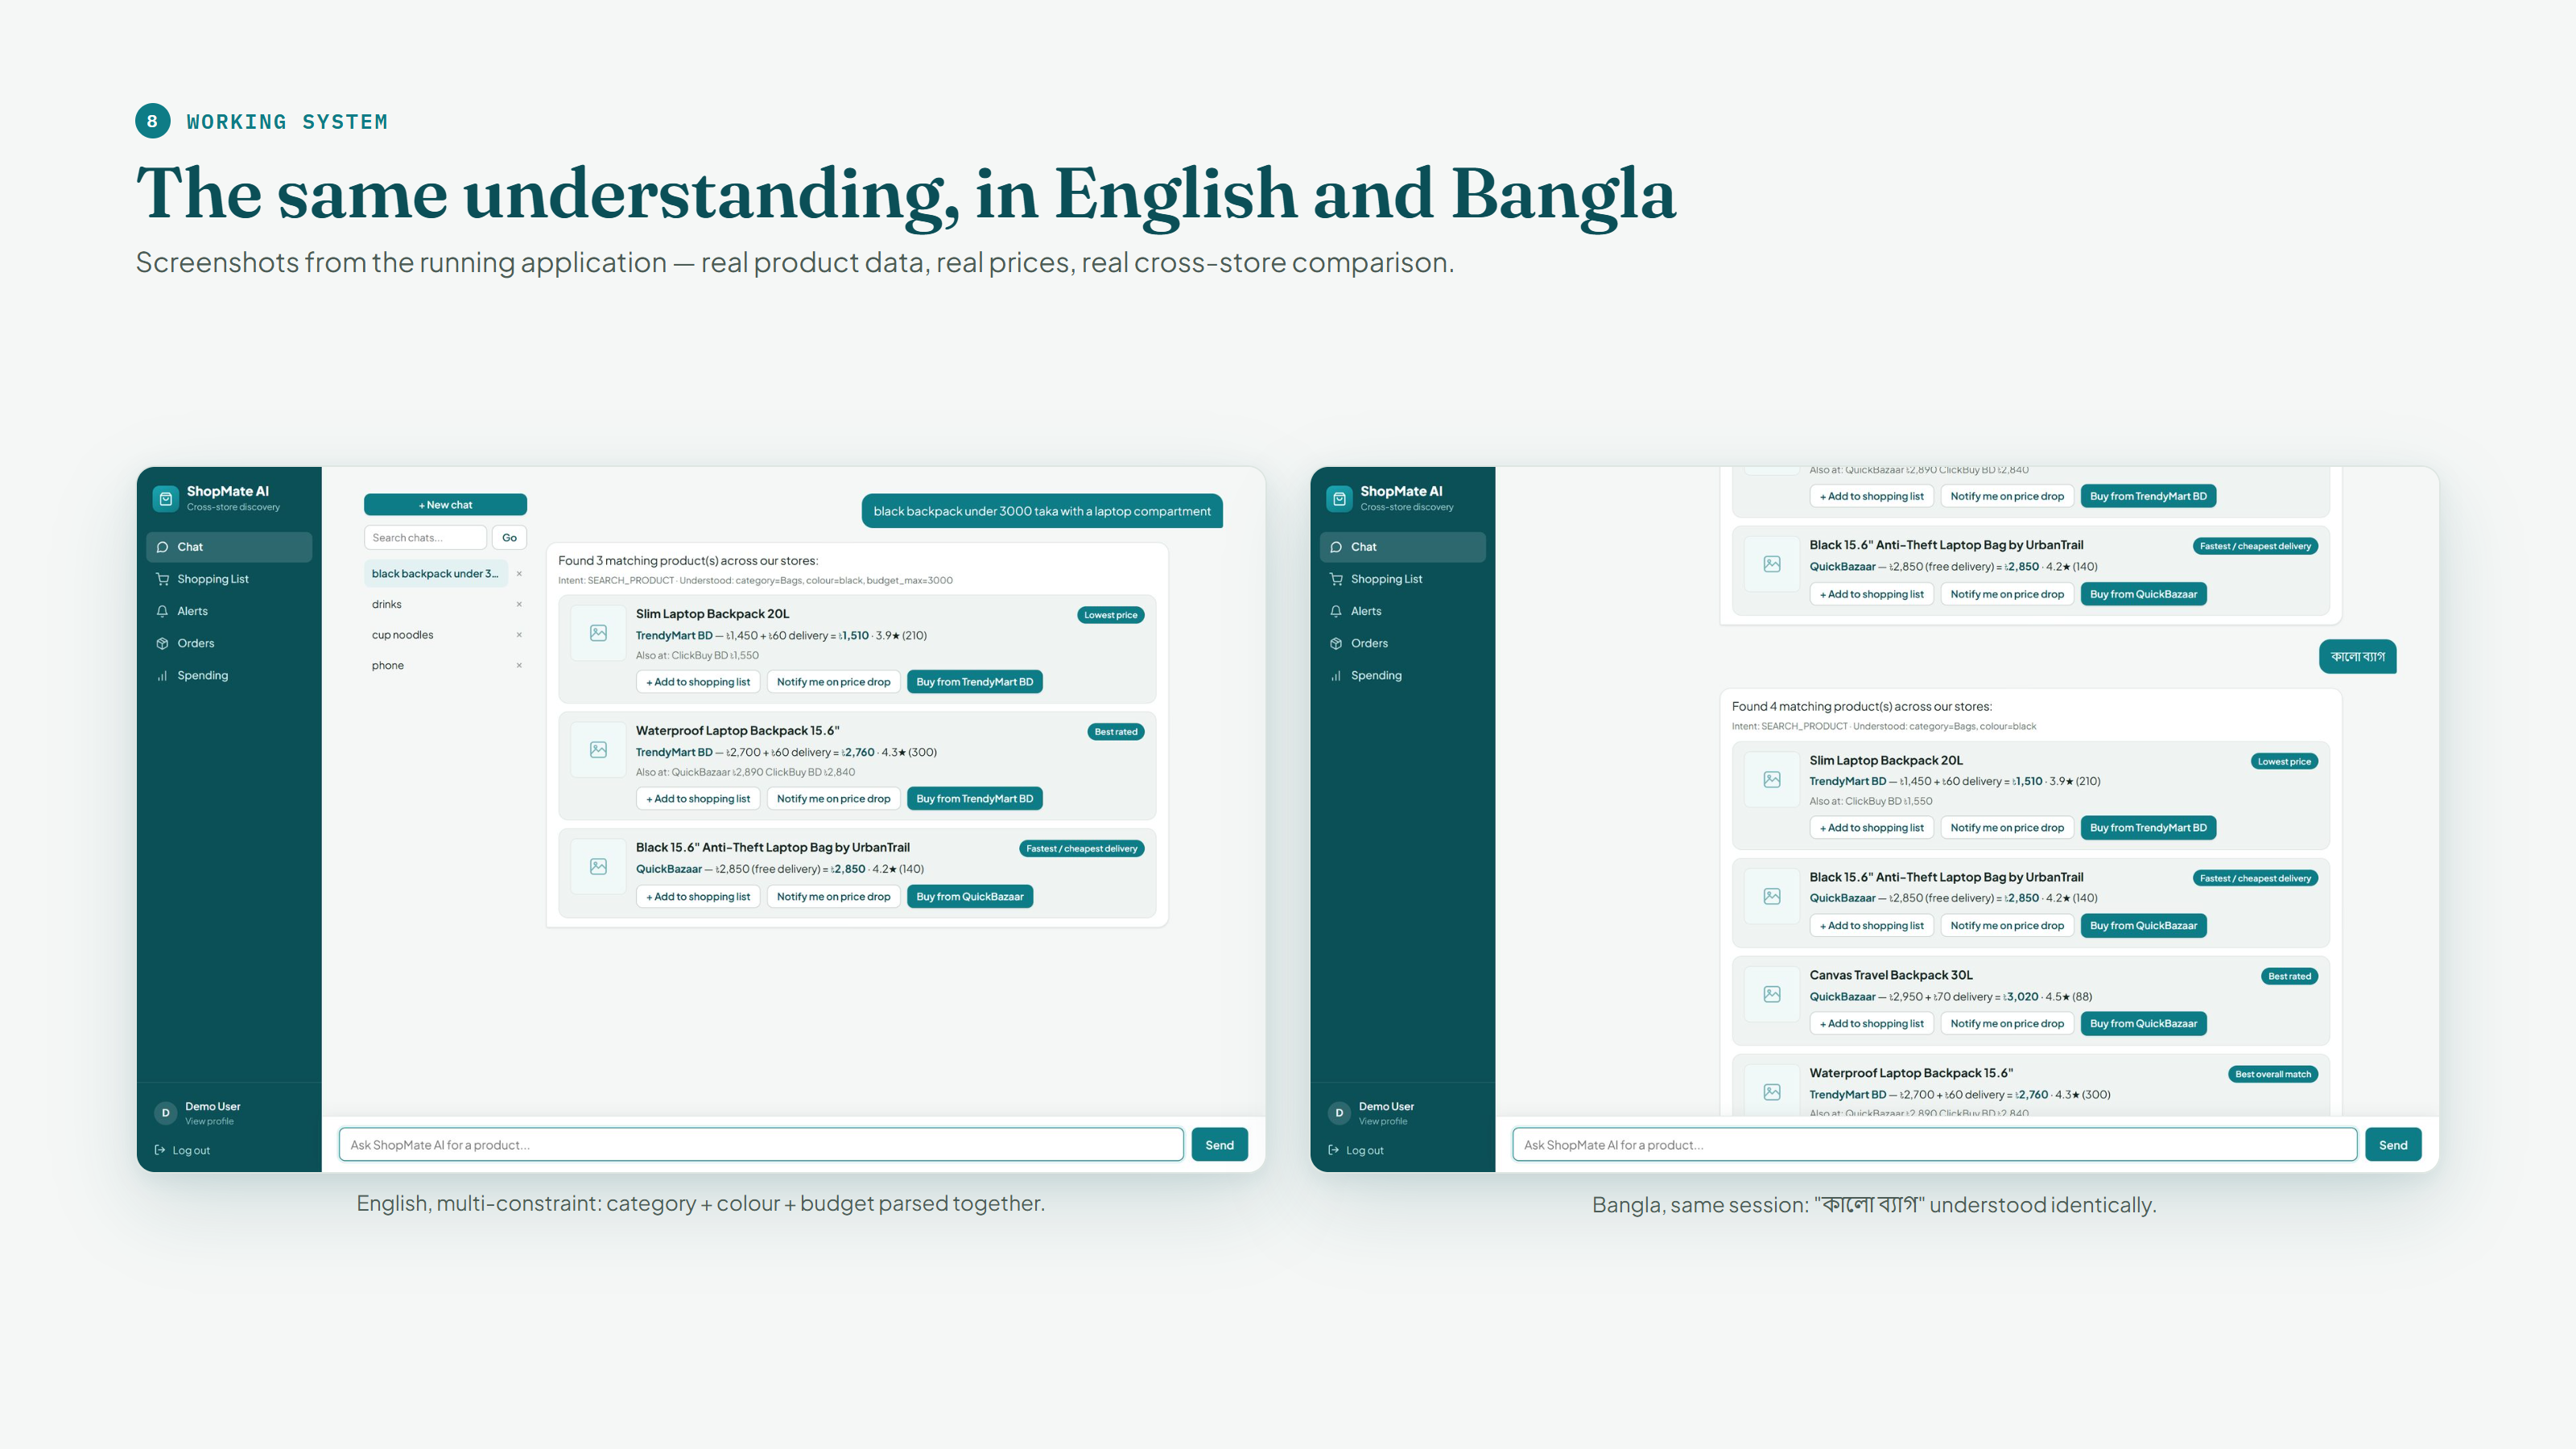 8 WORKING SYSTEM
The same understanding, in English and Bangla
Screenshots from the running application — real product data, real prices, real cross-store comparison.
ShopMate AI
Cross-store discovery
Chat
Shopping List
Alerts
Orders
Spending
Demo User
D
View profile
Log out
+ New chat
Search chats... Go
black backpack under 3... ×
drinks ×
cup noodles ×
phone ×
black backpack under 3000 taka with a laptop compartment
Found 3 matching product(s) across our stores:
Intent: SEARCH_PRODUCT · Understood: category=Bags, colour=black, budget_max=3000
Slim Laptop Backpack 20L Lowest price
TrendyMart BD — ৳1,450 + ৳60 delivery = ৳1,510 · 3.9★ (210)
Also at: ClickBuy BD ৳1,550
+ Add to shopping list Notify me on price drop Buy from TrendyMart BD
Waterproof Laptop Backpack 15.6" Best rated
TrendyMart BD — ৳2,700 + ৳60 delivery = ৳2,760 · 4.3★ (300)
Also at: QuickBazaar ৳2,890 ClickBuy BD ৳2,840
+ Add to shopping list Notify me on price drop Buy from TrendyMart BD
Black 15.6" Anti-Theft Laptop Bag by UrbanTrail Fastest / cheapest delivery
QuickBazaar — ৳2,850 (free delivery) = ৳2,850 · 4.2★ (140)
+ Add to shopping list Notify me on price drop Buy from QuickBazaar
Ask ShopMate AI for a product... Send
English, multi-constraint: category + colour + budget parsed together.
ShopMate AI
Cross-store discovery
Chat
Shopping List
Alerts
Orders
Spending
Demo User
D
View profile
Log out
Also at: QuickBazaar ৳2,890 ClickBuy BD ৳2,840
+ Add to shopping list Notify me on price drop Buy from TrendyMart BD
Black 15.6" Anti-Theft Laptop Bag by UrbanTrail Fastest / cheapest delivery
QuickBazaar — ৳2,850 (free delivery) = ৳2,850 · 4.2★ (140)
+ Add to shopping list Notify me on price drop Buy from QuickBazaar
কালো ব্যাগ
Found 4 matching product(s) across our stores:
Intent: SEARCH_PRODUCT · Understood: category=Bags, colour=black
Slim Laptop Backpack 20L Lowest price
TrendyMart BD — ৳1,450 + ৳60 delivery = ৳1,510 · 3.9★ (210)
Also at: ClickBuy BD ৳1,550
+ Add to shopping list Notify me on price drop Buy from TrendyMart BD
Black 15.6" Anti-Theft Laptop Bag by UrbanTrail Fastest / cheapest delivery
QuickBazaar — ৳2,850 (free delivery) = ৳2,850 · 4.2★ (140)
+ Add to shopping list Notify me on price drop Buy from QuickBazaar
Canvas Travel Backpack 30L Best rated
QuickBazaar — ৳2,950 + ৳70 delivery = ৳3,020 · 4.5★ (88)
+ Add to shopping list Notify me on price drop Buy from QuickBazaar
Waterproof Laptop Backpack 15.6" Best overall match
TrendyMart BD — ৳2,700 + ৳60 delivery = ৳2,760 · 4.3★ (300)
Also at: QuickBazaar ৳2,890 ClickBuy BD ৳2,840
Ask ShopMate AI for a product... Send
Bangla, same session: "কালো ব্যাগ" understood identically.